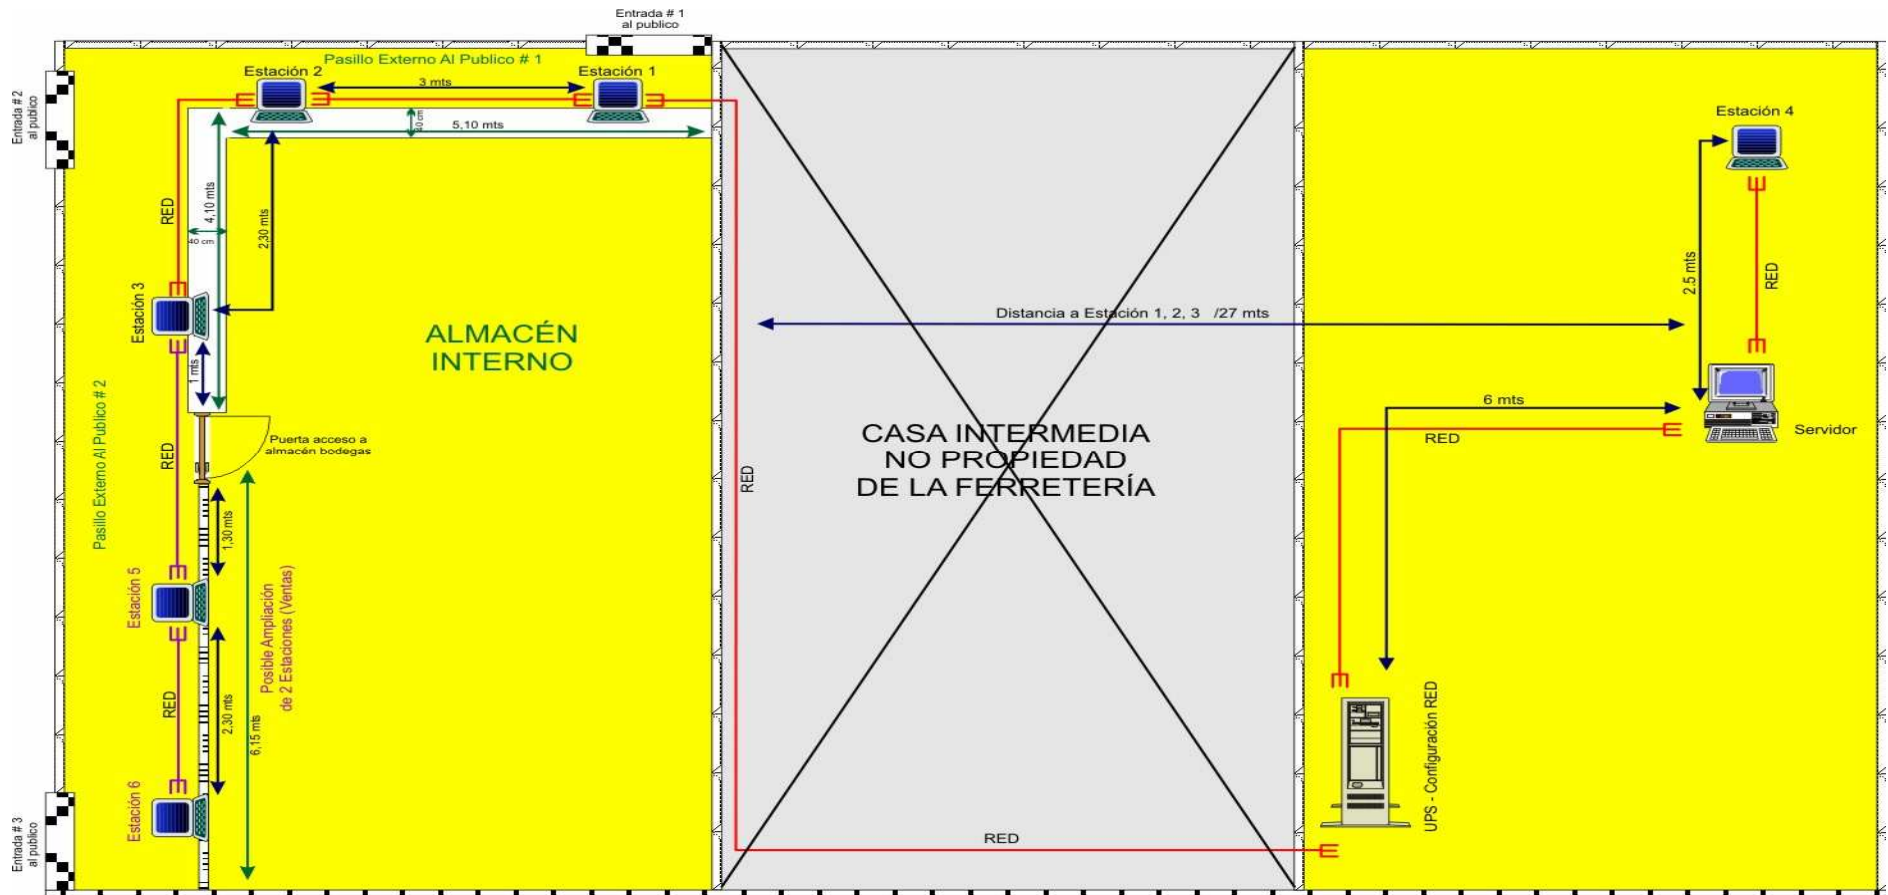 Entrada # 1
al publico
Pasillo Externo Al Publico # 1
Estación 2
3 mts
Estación 1
Entrada # 2
al publico
40 cm
5,10 mts
Estación 4
RED
4,10 mts
40 cm
2,30 mts
2.5 mts
RED
Estación 3
ALMACÉN
INTERNO
Distancia a Estación 1, 2, 3 /27 mts
1 mts
Pasillo Externo Al Publico # 2
RED
Puerta acceso a
almacén bodegas
CASA INTERMEDIA
NO PROPIEDAD
DE LA FERRETERÍA
RED
6 mts
RED
Servidor
1,30 mts
Estación 5
Posible Ampliación
de 2 Estaciones (Ventas)
RED
2,30 mts
6,15 mts
Estación 6
UPS - Configuración RED
Entrada # 3
al publico
RED